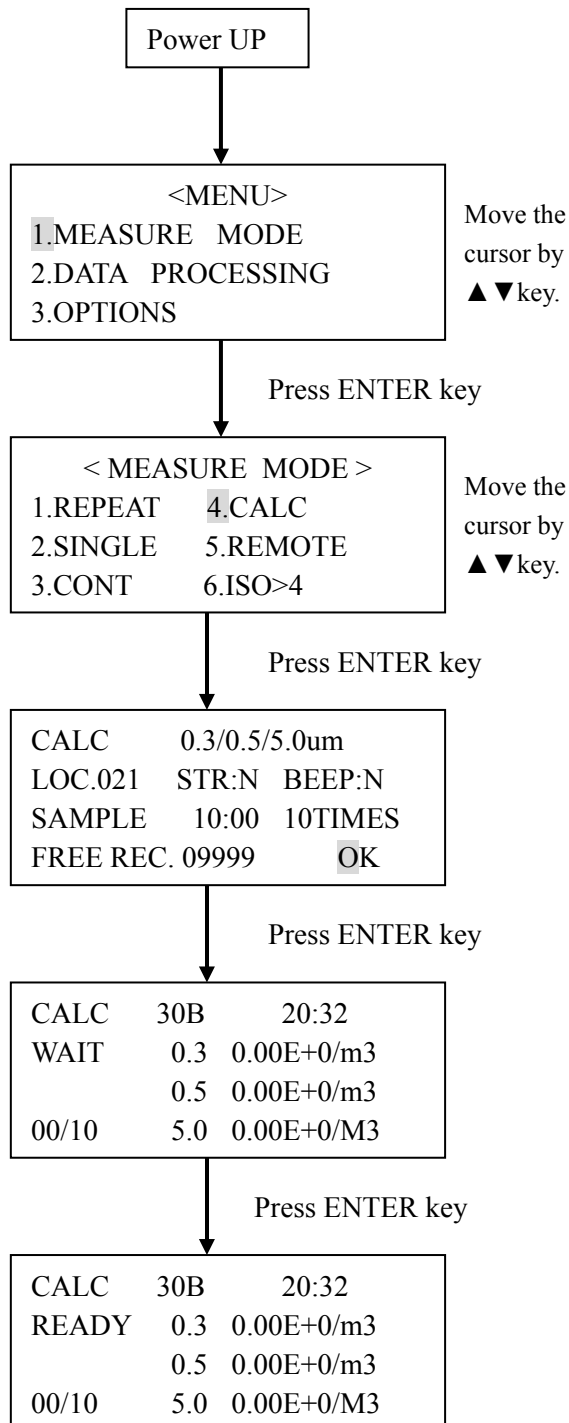 Power UP
<MENU>
1.MEASURE MODE
2.DATA PROCESSING
3.OPTIONS
Move the
cursor by
▲▼key.
Press ENTER key
< MEASURE MODE >
1.REPEAT 4.CALC
2.SINGLE 5.REMOTE
3.CONT 6.ISO>4
Move the
cursor by
▲▼key.
Press ENTER key
CALC 0.3/0.5/5.0um
LOC.021 STR:N BEEP:N
SAMPLE 10:00 10TIMES
FREE REC. 09999 OK
Press ENTER key
CALC 30B 20:32
WAIT 0.3 0.00E+0/m3
0.5 0.00E+0/m3
00/10 5.0 0.00E+0/M3
Press ENTER key
CALC 30B 20:32
READY 0.3 0.00E+0/m3
0.5 0.00E+0/m3
00/10 5.0 0.00E+0/M3